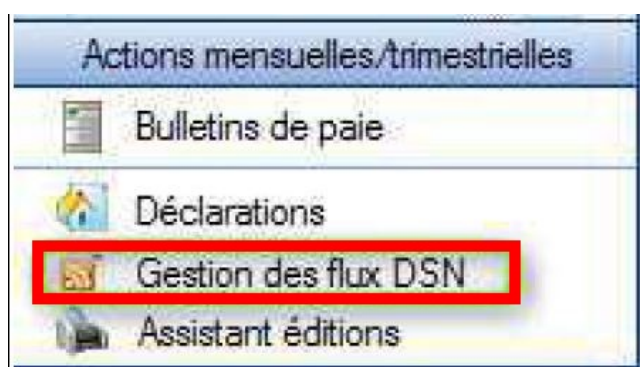 Actions mensuelles/trimestrielles
Bulletins de paie
Déclarations
Gestion des flux DSN
Assistant éditions